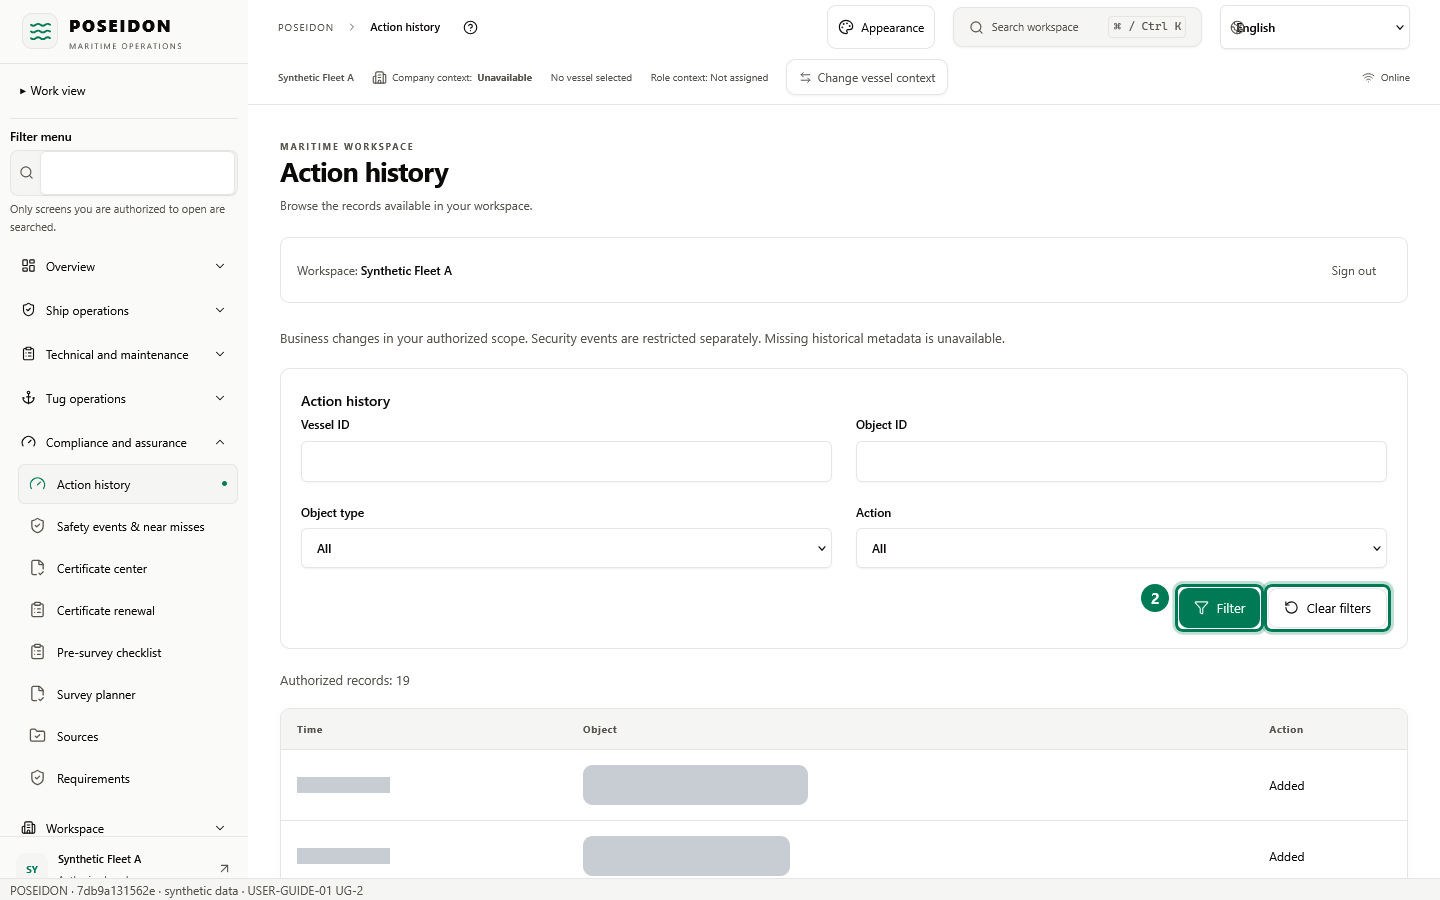 POSEIDON
MARITIME OPERATIONS
POSEIDON
Action history
Appearance
Search workspace
⌘ / Ctrl K
English
Synthetic Fleet A
Company context: Unavailable
No vessel selected
Role context: Not assigned
Change vessel context
Online
Work view
Filter menu
Only screens you are authorized to open are
searched.
Overview
Ship operations
Technical and maintenance
Tug operations
Compliance and assurance
Action history
Safety events & near misses
Certificate center
Certificate renewal
Pre-survey checklist
Survey planner
Sources
Requirements
Workspace
SY
Synthetic Fleet A
MARITIME WORKSPACE
Action history
Browse the records available in your workspace.
Workspace: Synthetic Fleet A
Sign out
Business changes in your authorized scope. Security events are restricted separately. Missing historical metadata is unavailable.
Action history
Vessel ID
Object ID
Object type
Action
All
All
2
Filter
Clear filters
Authorized records: 19
Time
Object
Action
Added
Added
POSEIDON · 7db9a131562e · synthetic data · USER-GUIDE-01 UG-2